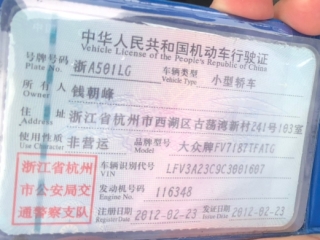 中华人民共和国机动车行驶证
Vehicle License of the People's Republic of China
号牌号码 浙A501LG 车辆类型 小型轿车
Plate No. Vehicle Type
所有人 钱朝峰
Owner
住址 浙江省杭州市西湖区古荡湾新村241号103室
Address
使用性质 非营运 品牌型号 大众牌FV7187TFATG
Use Character Model
浙江省杭州
市公安局交
通警察支队
车辆识别代号 LFV3A23C9C3001607
VIN
发动机号码 116348
Engine No.
注册日期 2012-02-23 发证日期 2012-02-23
Register Date Issue Date